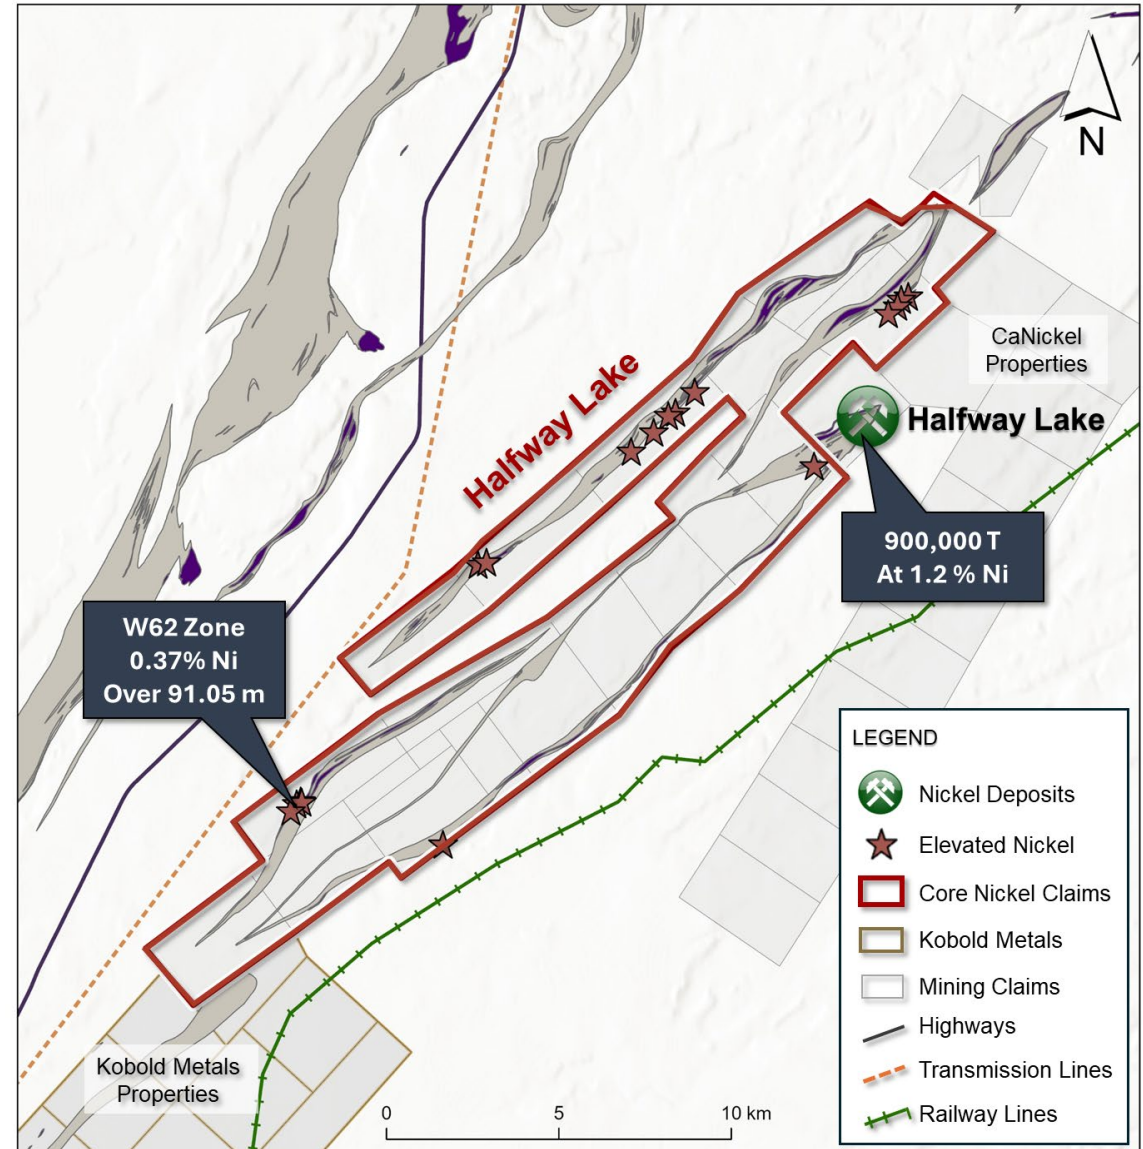 N
CaNickel
Properties
Halfway Lake
Halfway Lake
900,000 T
At 1.2 % Ni
W62 Zone
0.37% Ni
Over 91.05 m
LEGEND
Nickel Deposits
Elevated Nickel
Core Nickel Claims
Kobold Metals
Mining Claims
Highways
Transmission Lines
Railway Lines
Kobold Metals
Properties
0 5 10 km